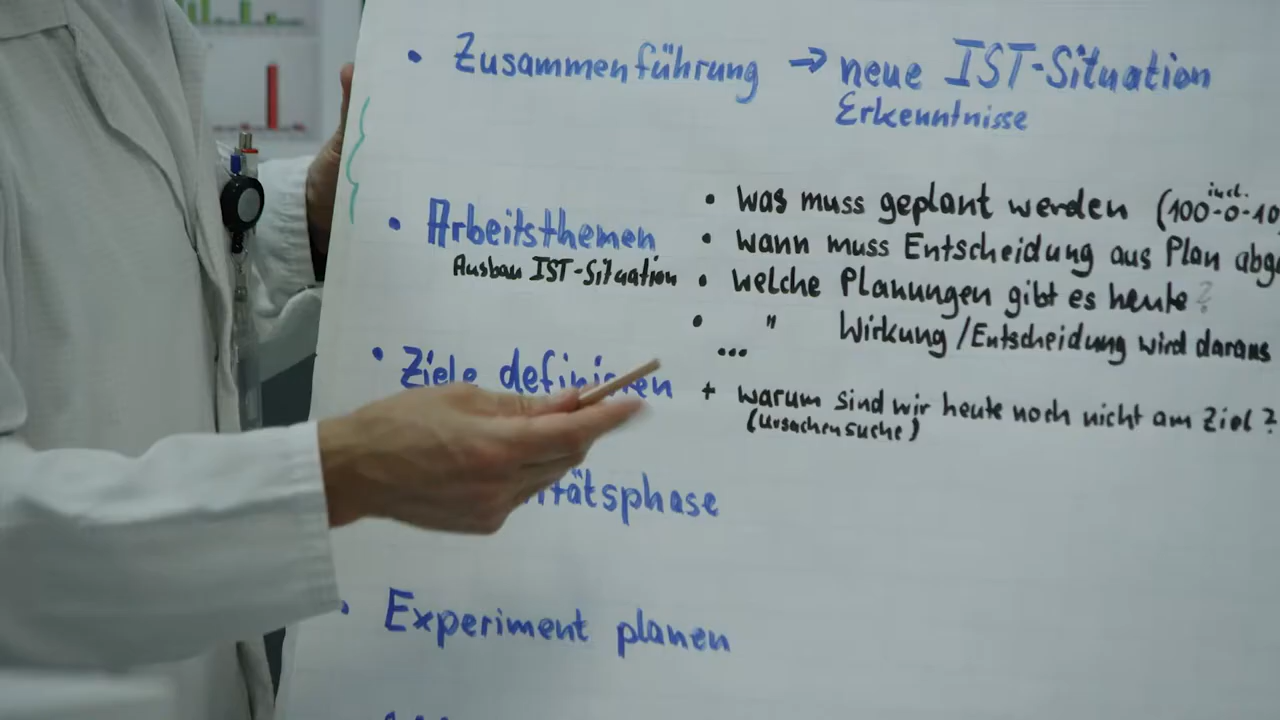 • Zusammenführung → neue IST-Situation
Erkenntnisse
• Arbeitsthemen
Ausbau IST-Situation
• was muss geplant werden (incl. 100-0-10
• wann muss Entscheidung aus Plan abge
• welche Planungen gibt es heute?
• " Wirkung / Entscheidung wird daraus
...
• Ziele definieren
+ warum sind wir heute noch nicht am Ziel?
(Ursachensuche)
itätsphase
• Experiment planen